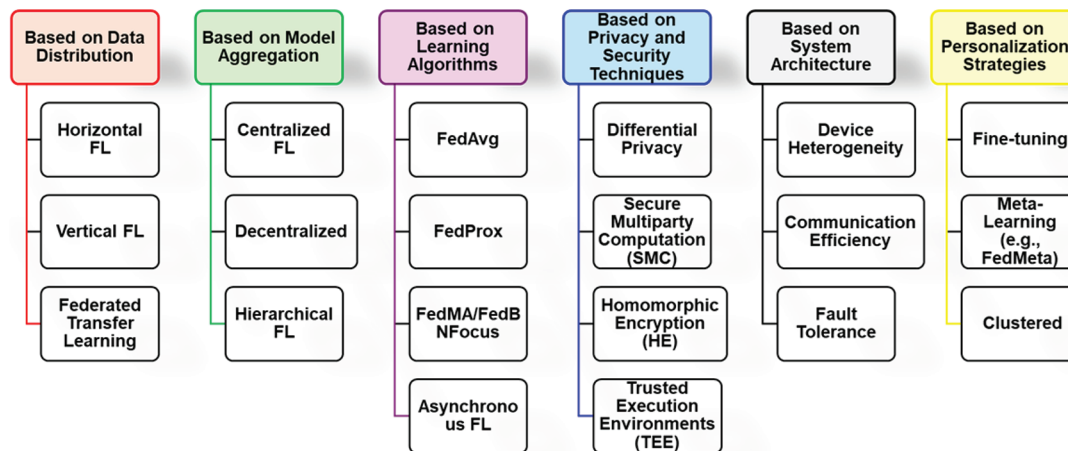 Based on Data
Distribution
Horizontal
FL
Vertical FL
Federated
Transfer
Learning
Based on Model
Aggregation
Centralized
FL
Decentralized
Hierarchical
FL
Based on
Learning
Algorithms
FedAvg
FedProx
FedMA/FedB
NFocus
Asynchrono
us FL
Based on
Privacy and
Security
Techniques
Differential
Privacy
Secure
Multiparty
Computation
(SMC)
Homomorphic
Encryption
(HE)
Trusted
Execution
Environments
(TEE)
Based on
System
Architecture
Device
Heterogeneity
Communication
Efficiency
Fault
Tolerance
Based on
Personalization
Strategies
Fine-tuning
Meta-
Learning
(e.g.,
FedMeta)
Clustered